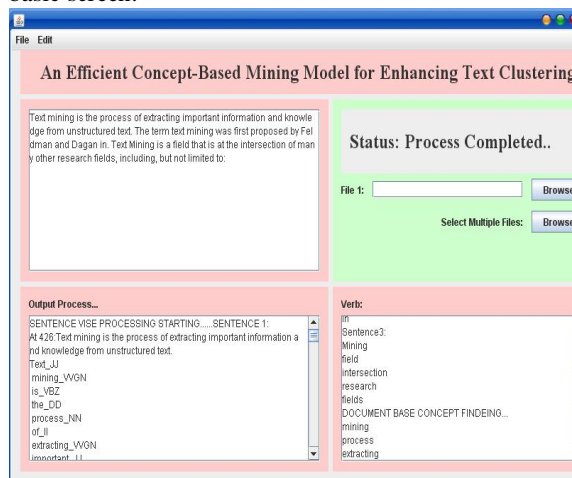 basic screen.
File Edit
An Efficient Concept-Based Mining Model for Enhancing Text Clustering
Text mining is the process of extracting important information and knowle
dge from unstructured text. The term text mining was first proposed by Fel
dman and Dagan in. Text Mining is a field that is at the intersection of man
y other research fields, including, but not limited to:
Status: Process Completed..
File 1:
Browse
Select Multiple Files:
Browse
Output Process...
SENTENCE VISE PROCESSING STARTING......SENTENCE 1:
At 426:Text mining is the process of extracting important information a
nd knowledge from unstructured text.
Text_JJ
mining_VVGN
is_VBZ
the_DD
process_NN
of_II
extracting_VVGN
important_JJ
Verb:
in
Sentence3:
Mining
field
intersection
research
fields
DOCUMENT BASE CONCEPT FINDEING...
mining
process
extracting